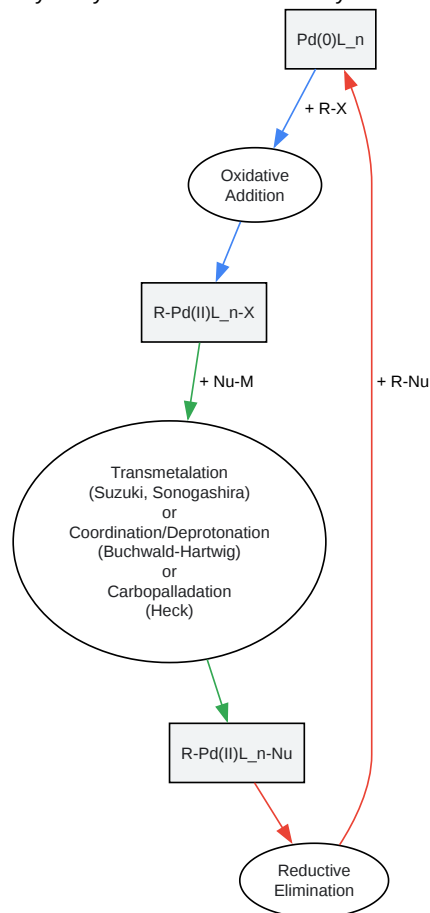 Pd(0)L_n
+ R-X
Oxidative
Addition
R-Pd(II)L_n-X
+ Nu-M
+ R-Nu
Transmetalation
(Suzuki, Sonogashira)
or
Coordination/Deprotonation
(Buchwald-Hartwig)
or
Carbopalladation
(Heck)
R-Pd(II)L_n-Nu
Reductive
Elimination